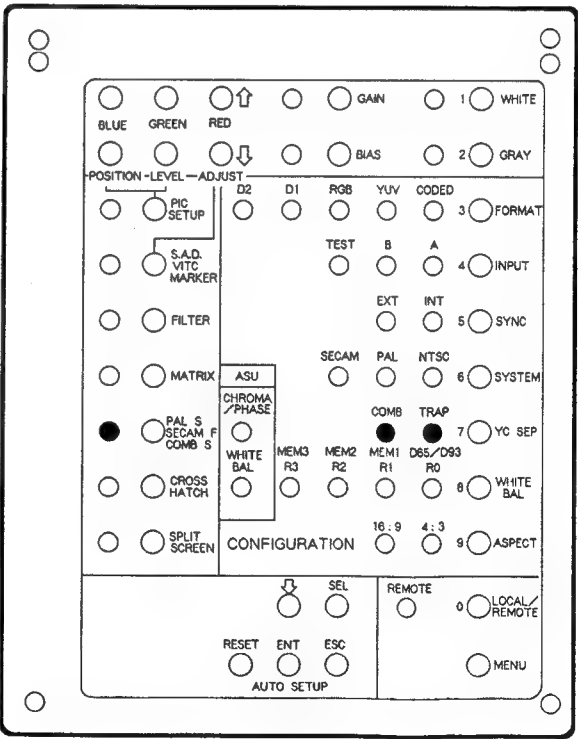 GAIN 1 WHITE
BLUE GREEN RED
BIAS 2 GRAY
POSITION-LEVEL-ADJUST
D2 D1 RGB YUV CODED
PIC
SETUP
3 FORMAT
TEST B A
S.A.D.
VITC
MARKER
4 INPUT
EXT INT
FILTER
5 SYNC
SECAM PAL NTSC
MATRIX ASU
6 SYSTEM
CHROMA
/PHASE
COMB TRAP
PAL S
SECAM F
COMB S
7 YC SEP
WHITE
BAL
MEM3 MEM2 MEM1 D65/D93
R3 R2 R1 R0
CROSS
HATCH
8 WHITE
BAL
16:9 4:3
SPLIT
SCREEN
CONFIGURATION
9 ASPECT
SEL REMOTE
0 LOCAL/
REMOTE
RESET ENT ESC
MENU
AUTO SETUP